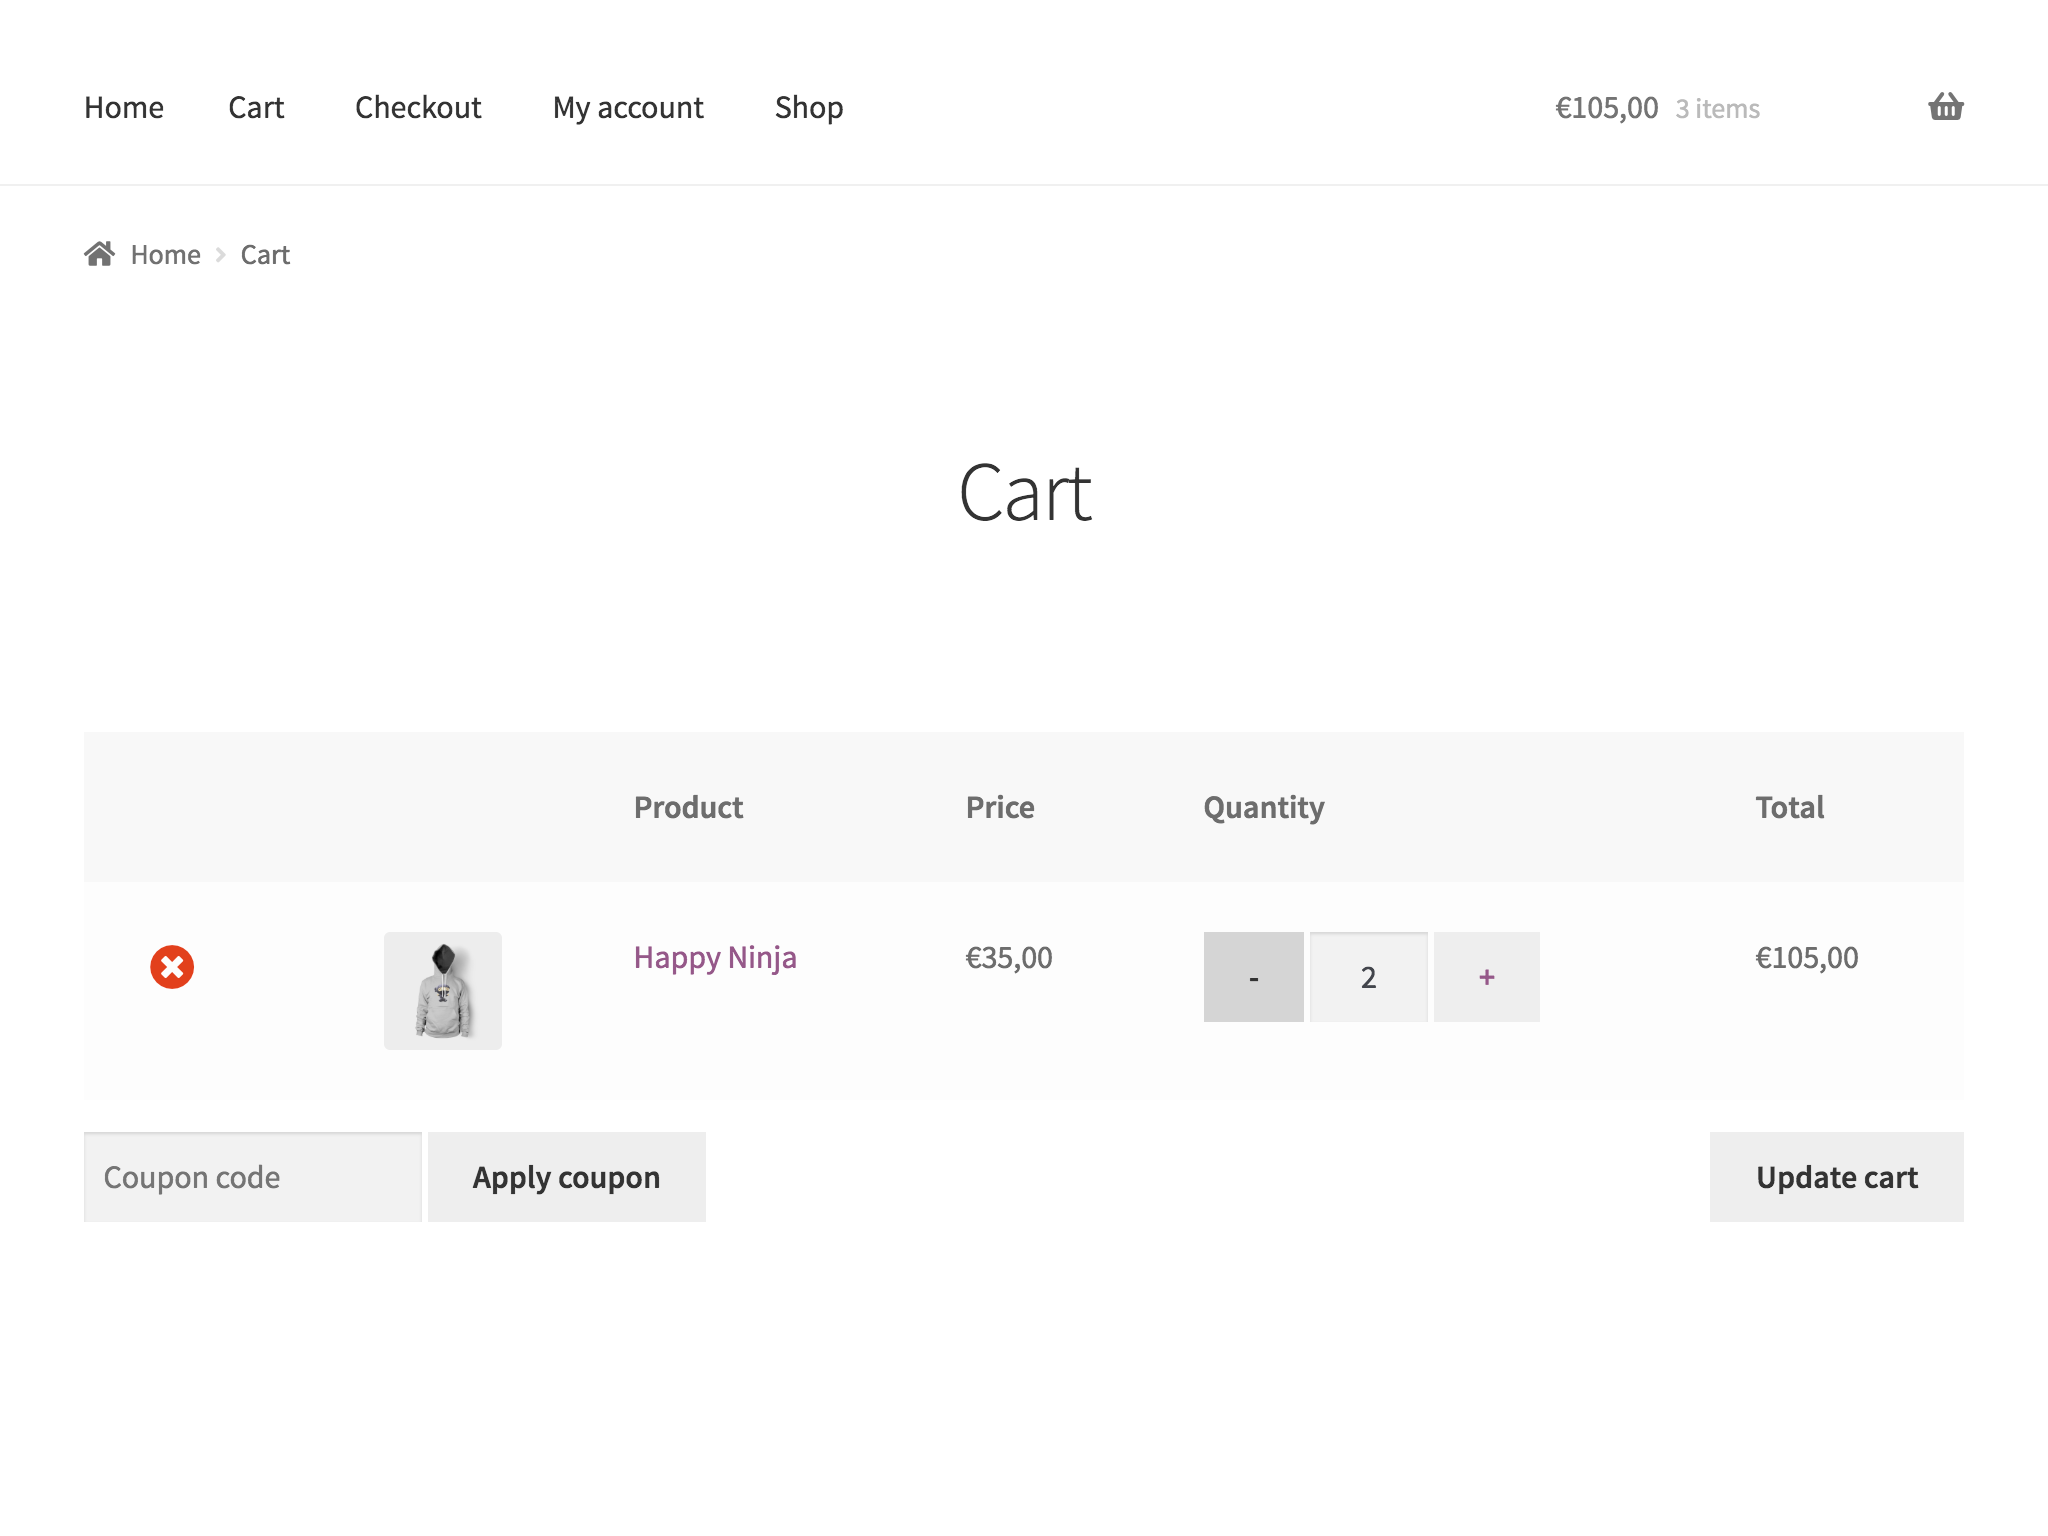 Home Cart Checkout My account Shop €105,00 3 items
Home Cart
Cart
Product Price Quantity Total
Happy Ninja €35,00 - 2 + €105,00
Coupon code Apply coupon Update cart